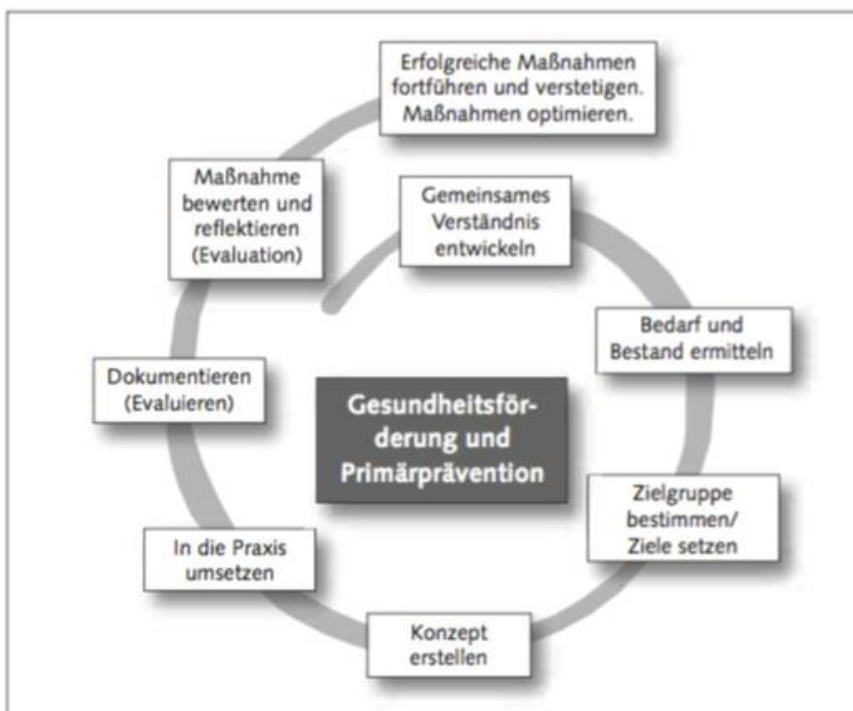 Erfolgreiche Maßnahmen
fortführen und verstetigen.
Maßnahmen optimieren.
Maßnahme
bewerten und
reflektieren
(Evaluation)
Gemeinsames
Verständnis
entwickeln
Bedarf und
Bestand ermitteln
Dokumentieren
(Evaluieren)
Gesundheitsför-
derung und
Primärprävention
Zielgruppe
bestimmen/
Ziele setzen
In die Praxis
umsetzen
Konzept
erstellen